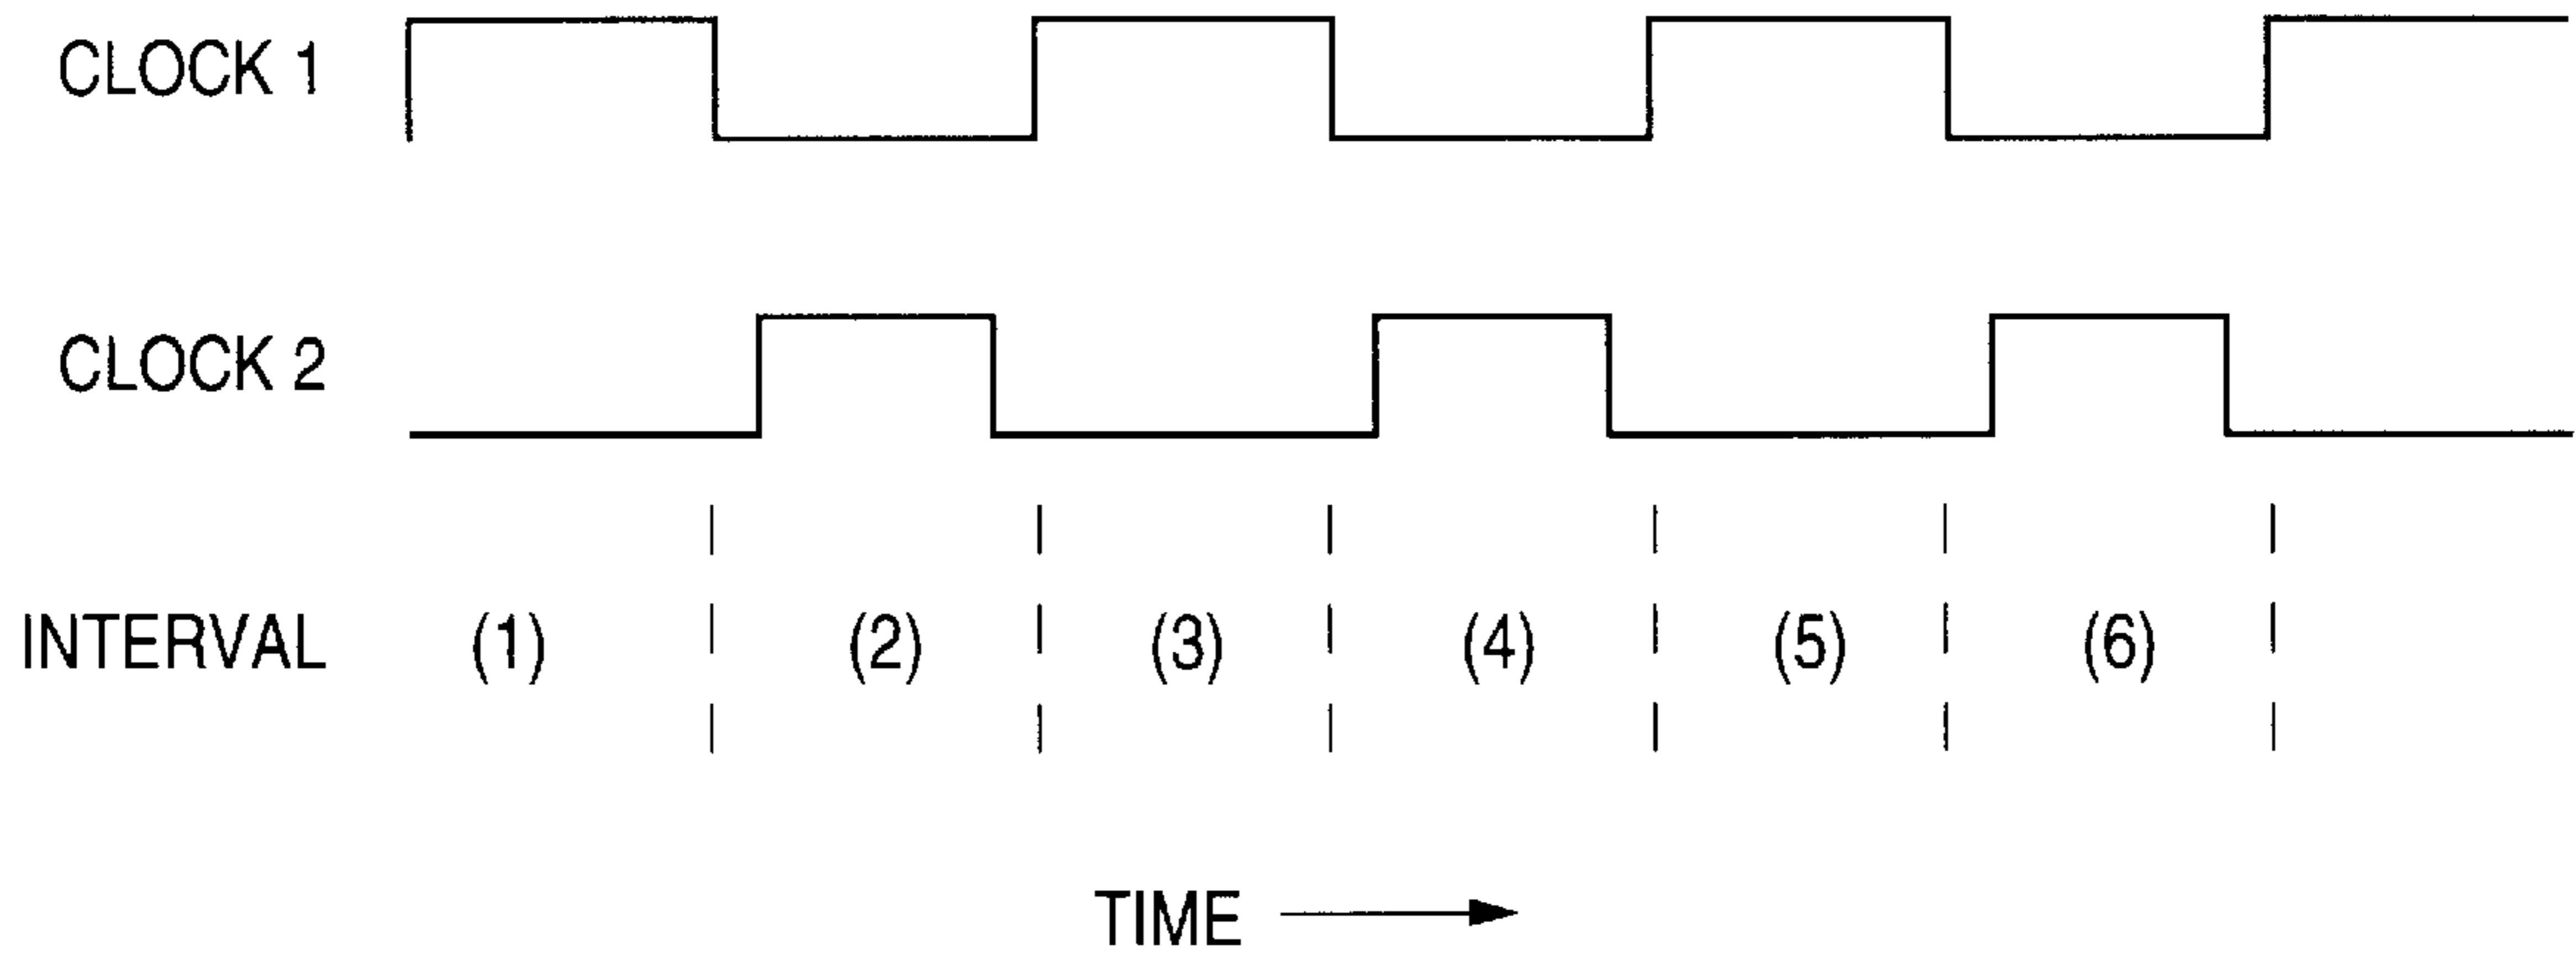 CLOCK 1
CLOCK 2
INTERVAL (1) (2) (3) (4) (5) (6)
TIME